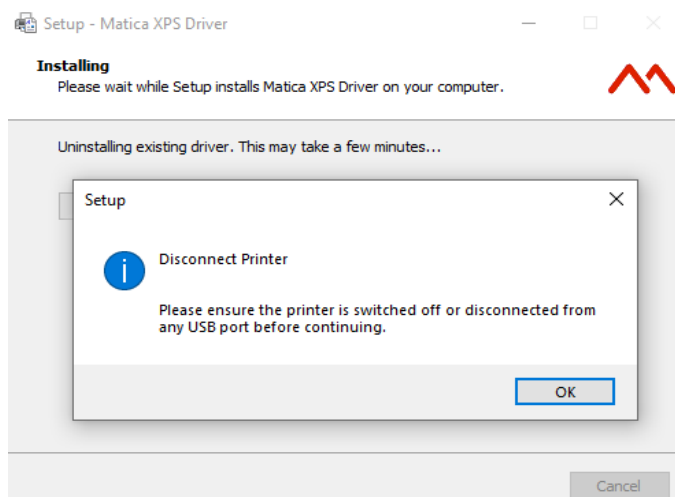 Setup - Matica XPS Driver
Installing
Please wait while Setup installs Matica XPS Driver on your computer.
Uninstalling existing driver. This may take a few minutes...
Setup
Disconnect Printer
Please ensure the printer is switched off or disconnected from
any USB port before continuing.
OK
Cancel